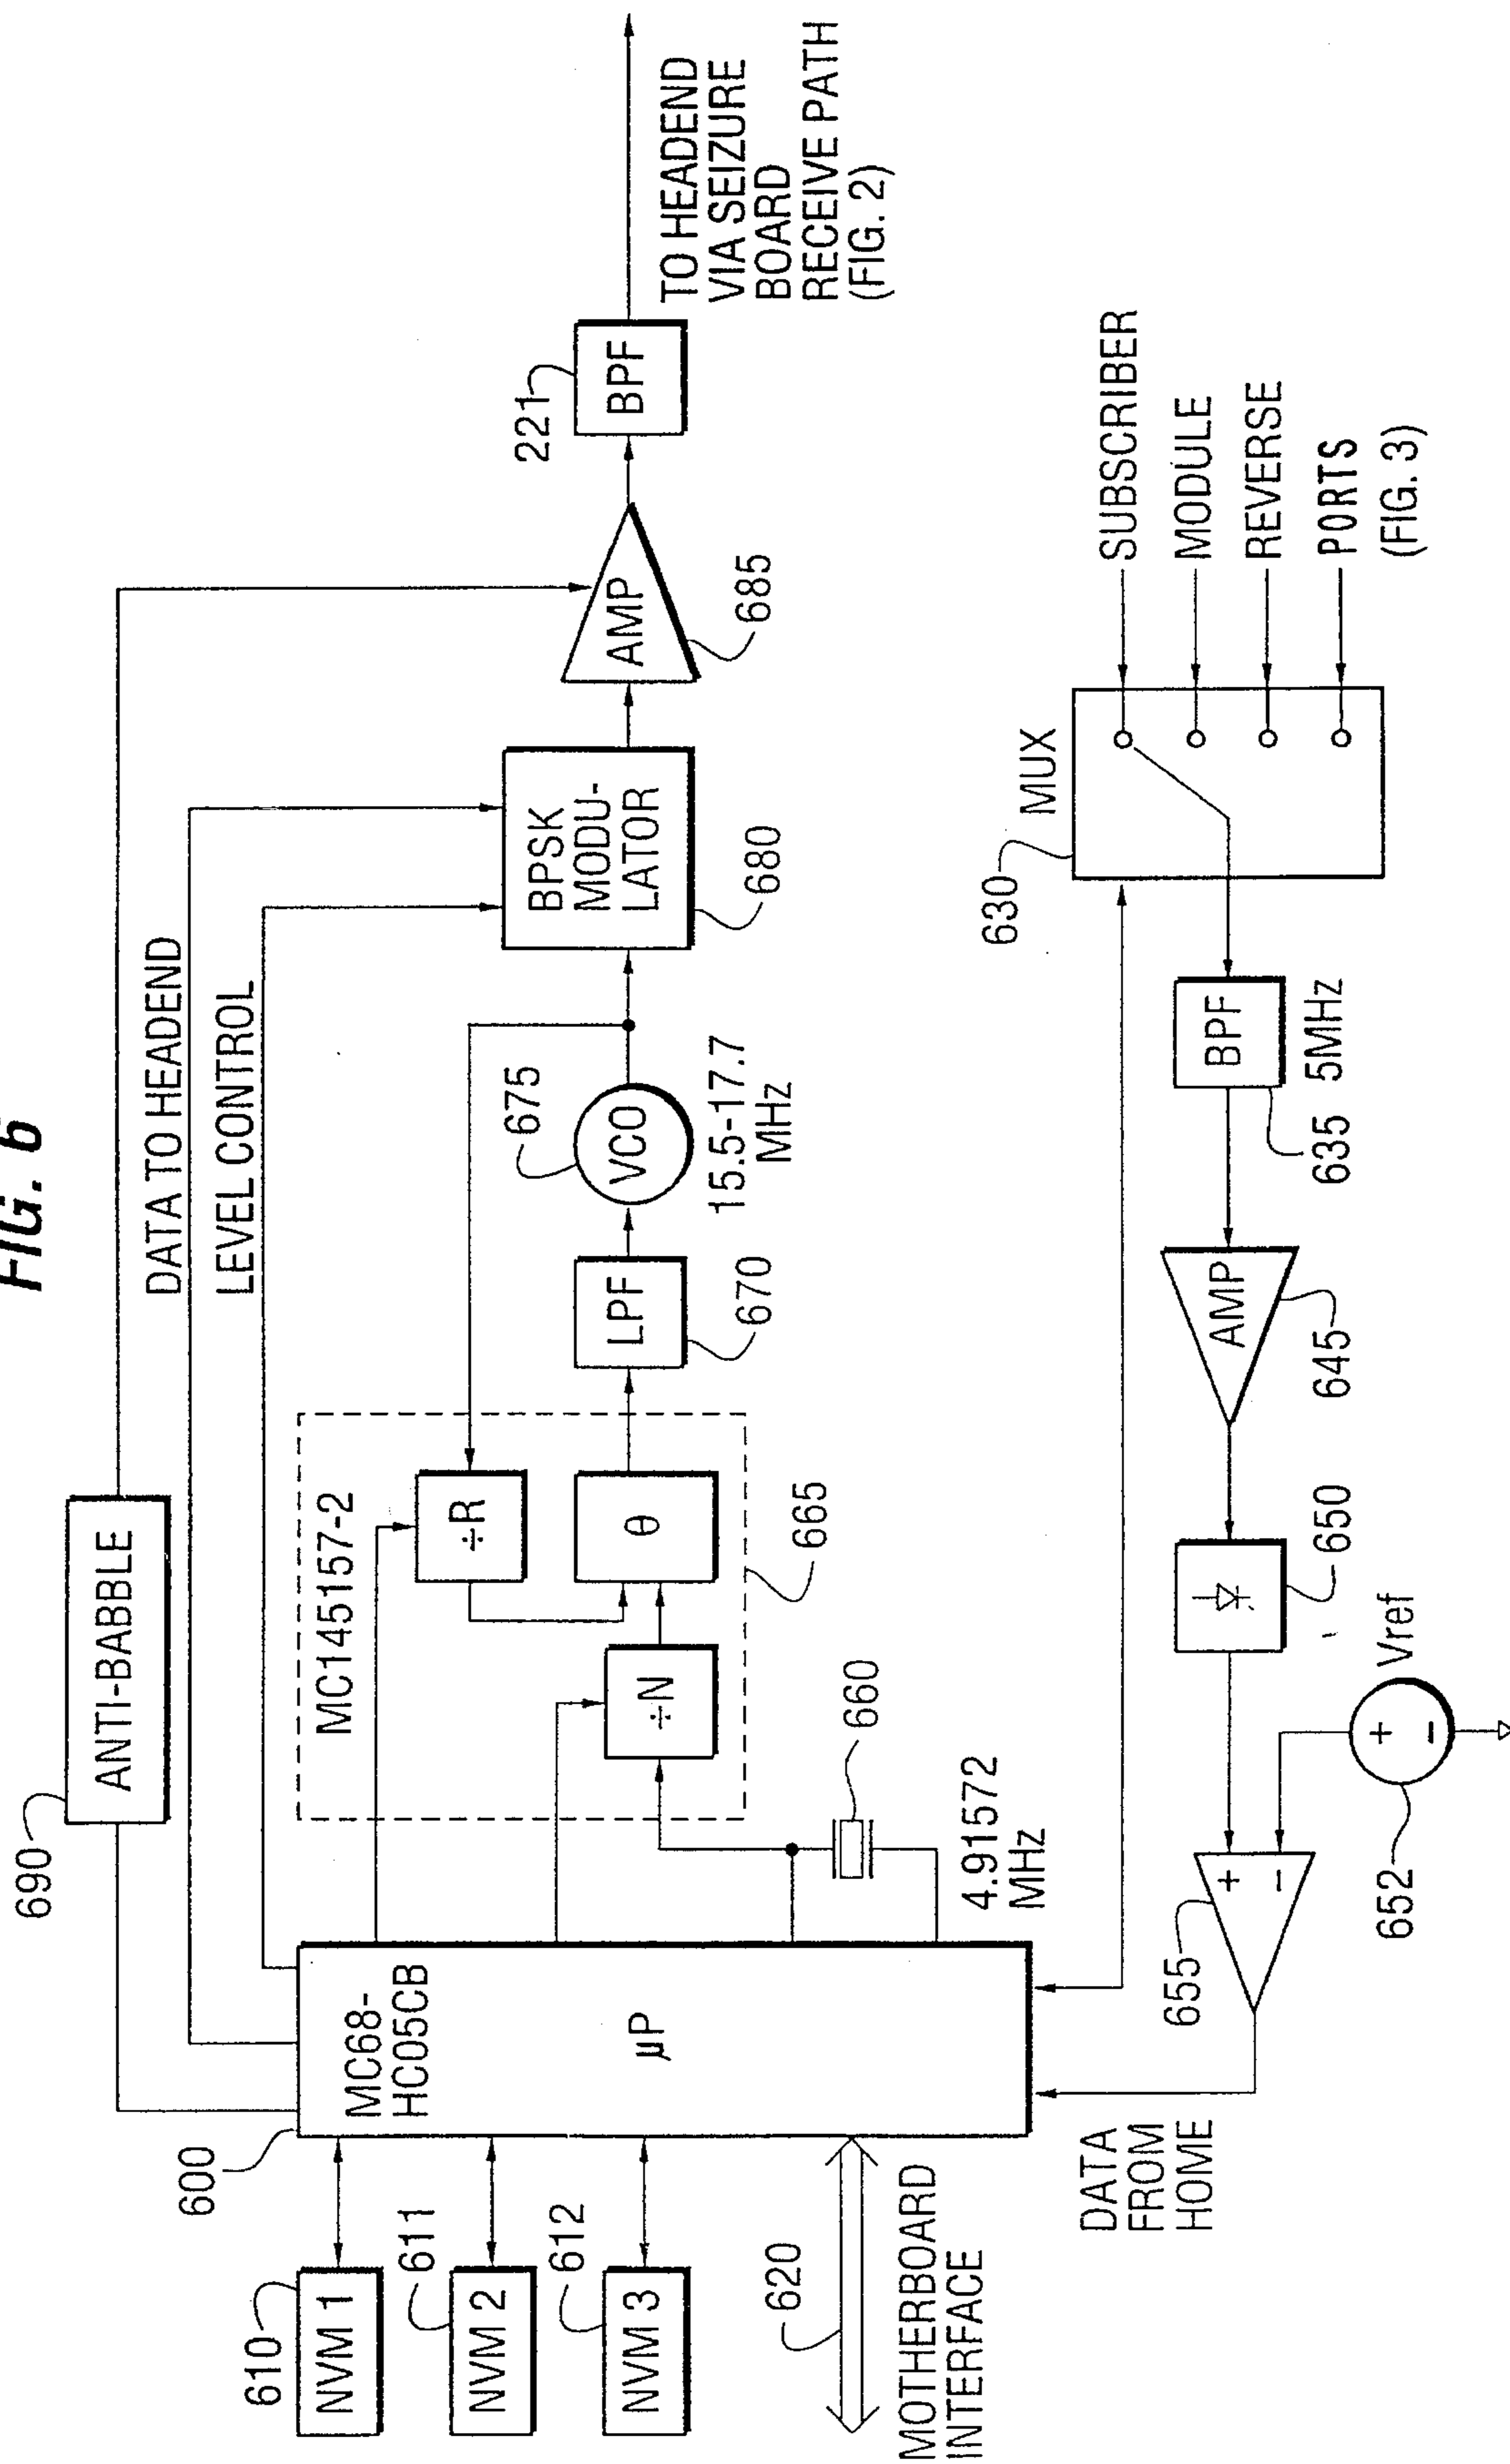 FIG. 6
690
ANTI-BABBLE
DATA TO HEADEND
LEVEL CONTROL
600
MC68-
HC05CB
µP
610
NVM 1
611
NVM 2
612
NVM 3
620
MOTHERBOARD
INTERFACE
MC145157-2
÷R
÷N
θ
665
660
4.91572
MHz
LPF
670
VCO
675
15.5-17.7
MHz
BPSK
MODU-
LATOR
680
AMP
685
221
BPF
TO HEADEND
VIA SEIZURE
BOARD
RECEIVE PATH
(FIG. 2)
DATA
FROM
HOME
655
+
−
652
+
−
Vref
650
AMP
645
BPF
635
5MHz
630
MUX
SUBSCRIBER
MODULE
REVERSE
PORTS
(FIG. 3)